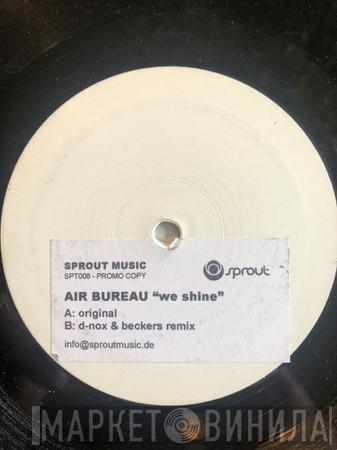 SPROUT MUSIC
SPT008 - PROMO COPY
sprout
AIR BUREAU "we shine"
A: original
B: d-nox & beckers remix
info@sproutmusic.de
МАРКЕТ ВИНИЛА